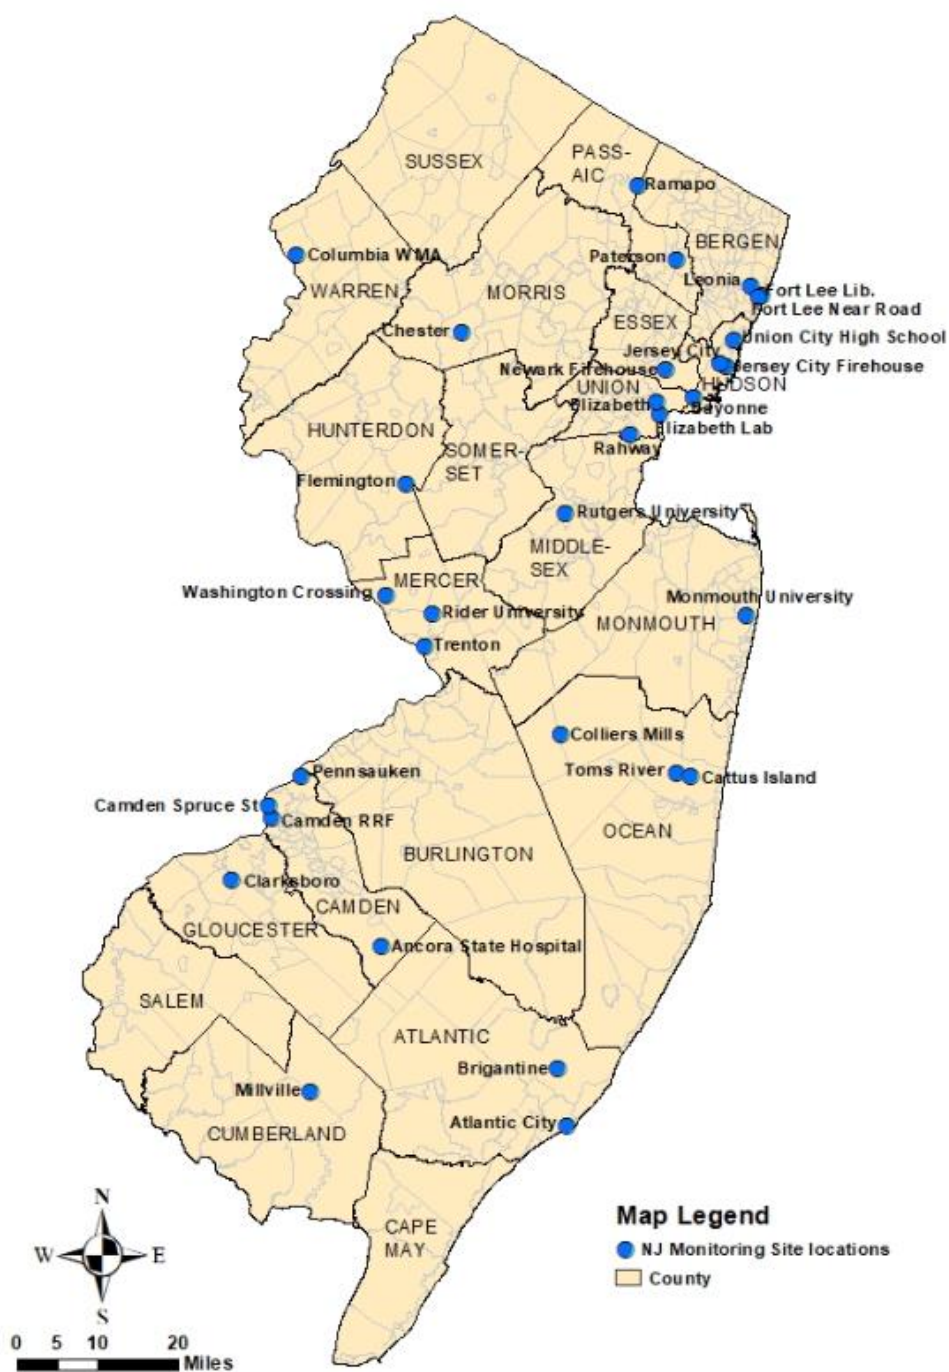 SUSSEX
PASS-
AIC
Ramapo
BERGEN
Columbia WMA
Paterson
Leonia
WARREN
MORRIS
Fort Lee Lib.
Fort Lee Near Road
ESSEX
Chester
Union City High School
Jersey City
Newark Firehouse
Jersey City Firehouse
UNION
HUDSON
Elizabeth
Bayonne
Elizabeth Lab
HUNTERDON
SOMER-
SET
Rahway
Flemington
Rutgers University
MIDDLE-
SEX
MERCER
Washington Crossing
Monmouth University
Rider University
MONMOUTH
Trenton
Colliers Mills
Pennsauken
Toms River
Cattus Island
Camden Spruce St
Camden RRF
OCEAN
BURLINGTON
Clarksboro
CAMDEN
GLOUCESTER
Ancora State Hospital
SALEM
ATLANTIC
Brigantine
Millville
Atlantic City
CUMBERLAND
CAPE
MAY
N
W E
S
Map Legend
NJ Monitoring Site locations
County
0 5 10 20
Miles